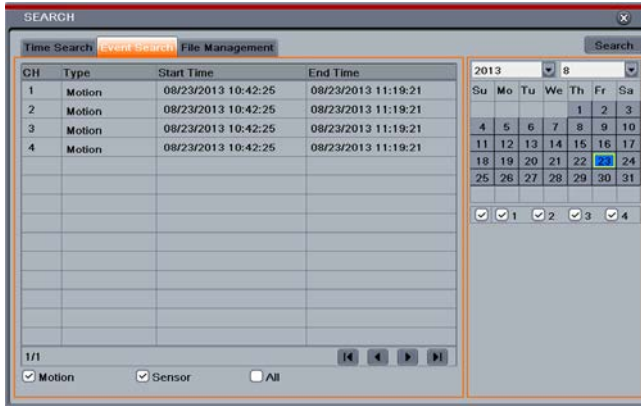 SEARCH
Time Search Event Search File Management Search
CH Type Start Time End Time
1 Motion 08/23/2013 10:42:25 08/23/2013 11:19:21
2 Motion 08/23/2013 10:42:25 08/23/2013 11:19:21
3 Motion 08/23/2013 10:42:25 08/23/2013 11:19:21
4 Motion 08/23/2013 10:42:25 08/23/2013 11:19:21
1/1
Motion Sensor All
2013 8
Su Mo Tu We Th Fr Sa
1 2 3
4 5 6 7 8 9 10
11 12 13 14 15 16 17
18 19 20 21 22 23 24
25 26 27 28 29 30 31
1 2 3 4